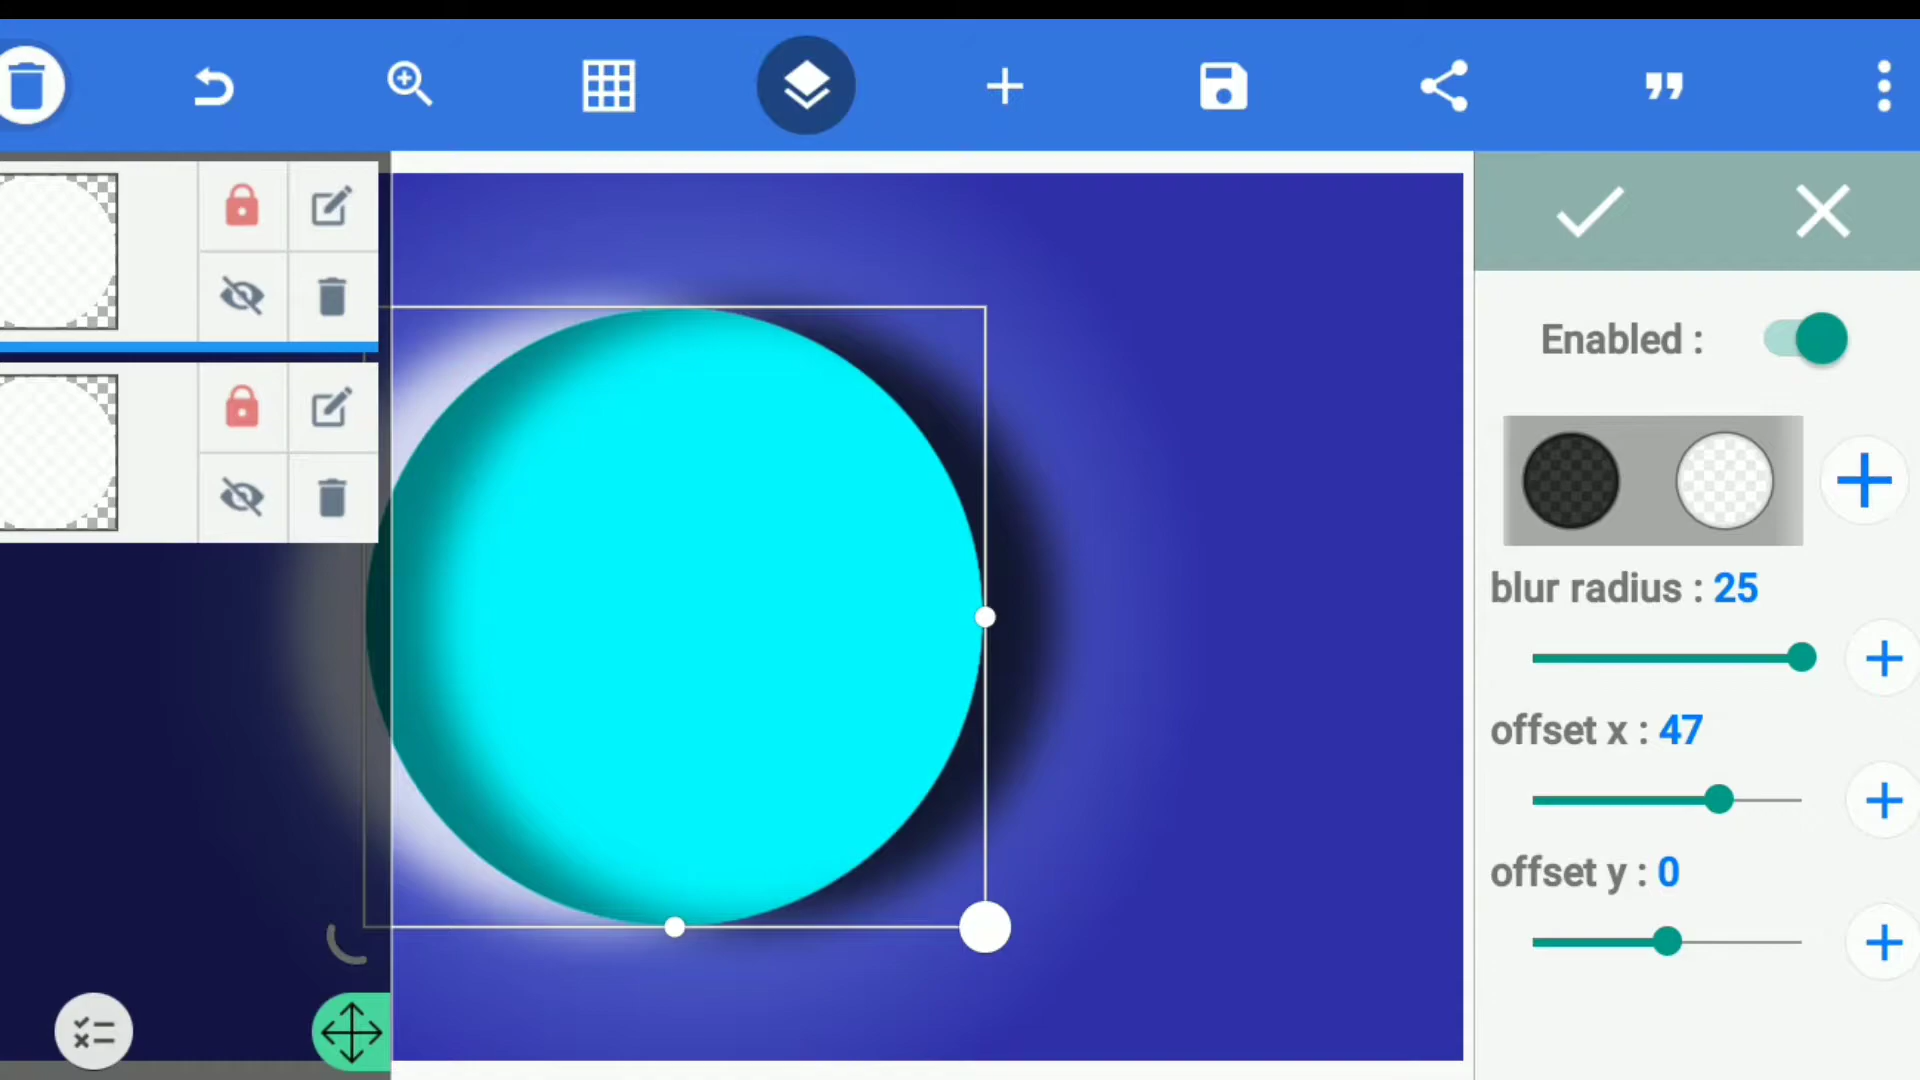 Enabled :
blur radius : 25
offset x : 47
offset y : 0